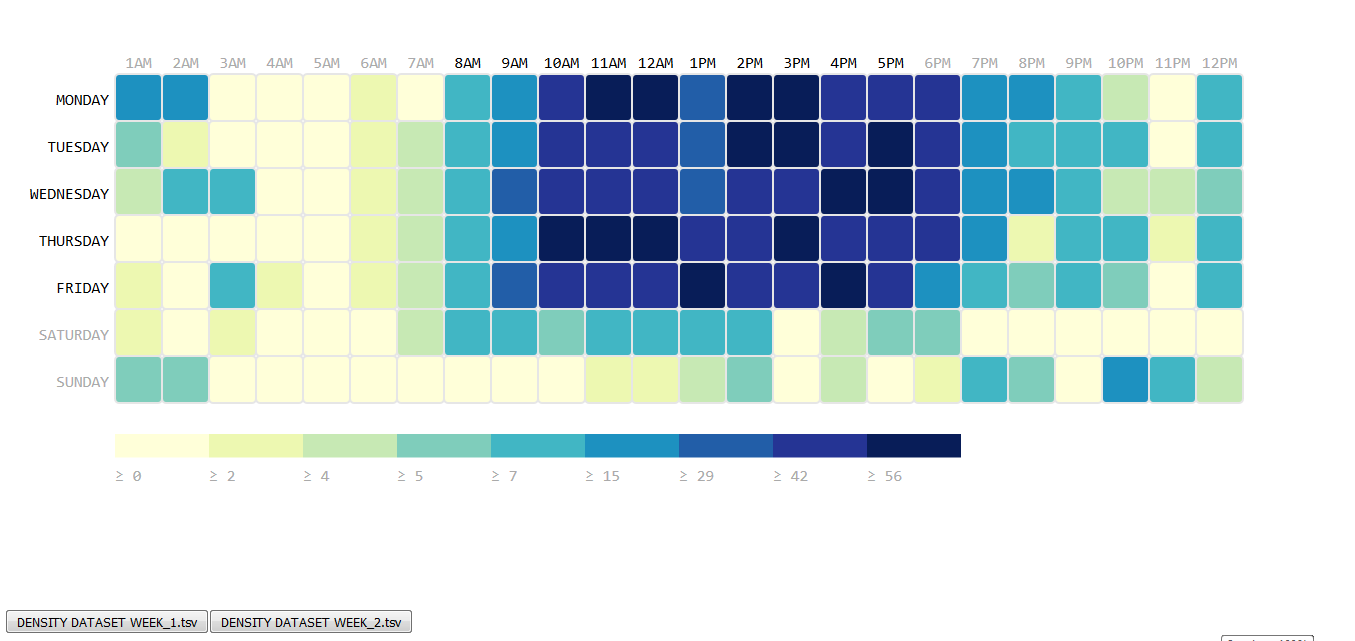 1AM 2AM 3AM 4AM 5AM 6AM 7AM 8AM 9AM 10AM 11AM 12AM 1PM 2PM 3PM 4PM 5PM 6PM 7PM 8PM 9PM 10PM 11PM 12PM
MONDAY
TUESDAY
WEDNESDAY
THURSDAY
FRIDAY
SATURDAY
SUNDAY
≥ 0 ≥ 2 ≥ 4 ≥ 5 ≥ 7 ≥ 15 ≥ 29 ≥ 42 ≥ 56
DENSITY DATASET WEEK_1.tsv DENSITY DATASET WEEK_2.tsv